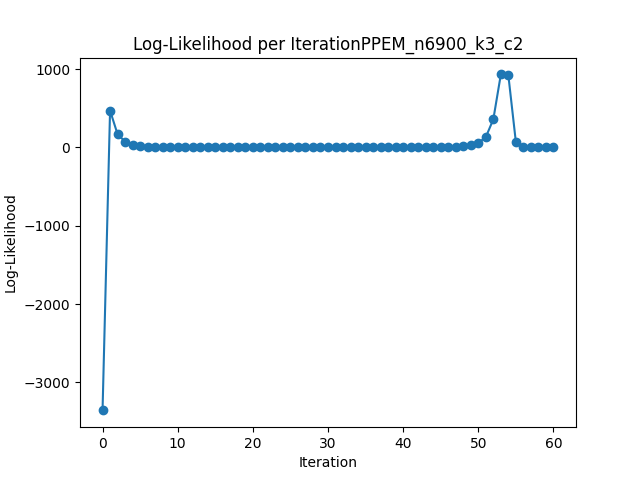 Log-Likelihood per IterationPPEM_n6900_k3_c2
1000
0
−1000
−2000
−3000
Log-Likelihood
0 10 20 30 40 50 60
Iteration